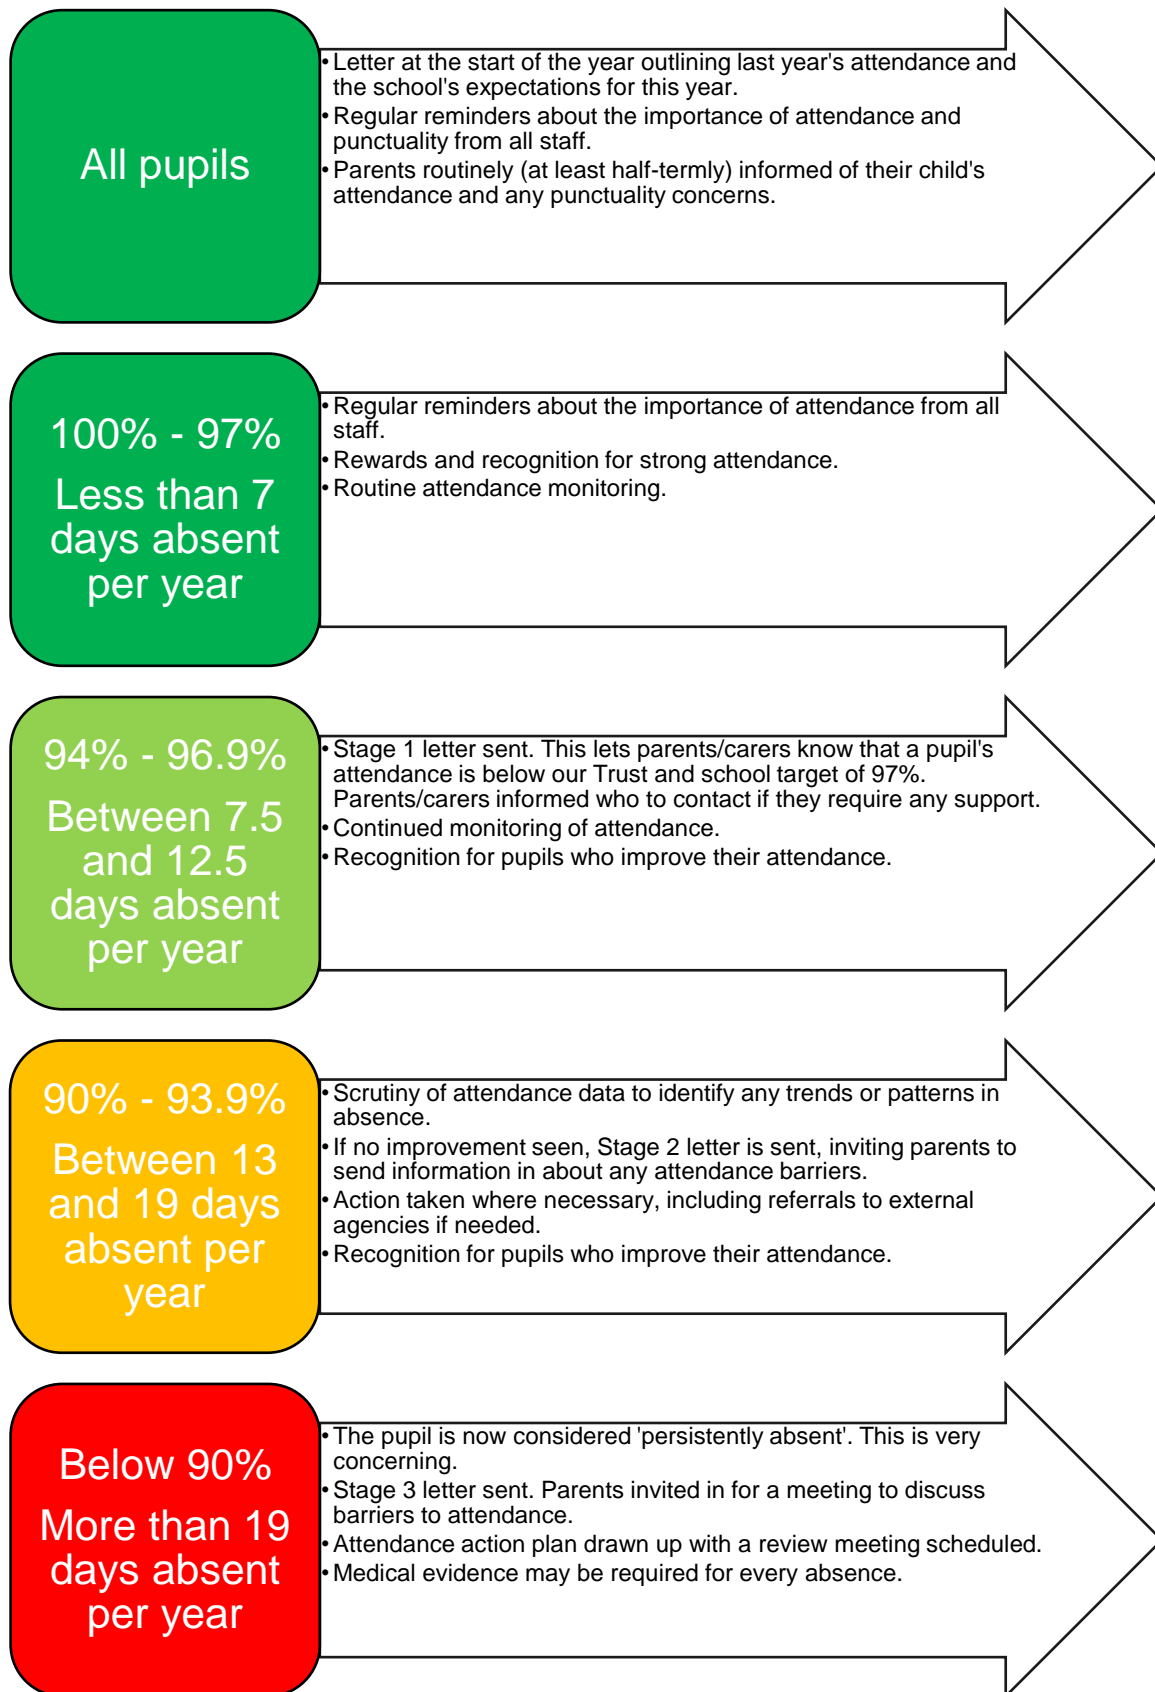 All pupils
• Letter at the start of the year outlining last year's attendance and
the school's expectations for this year.
• Regular reminders about the importance of attendance and
punctuality from all staff.
• Parents routinely (at least half-termly) informed of their child's
attendance and any punctuality concerns.
100% - 97%
Less than 7
days absent
per year
• Regular reminders about the importance of attendance from all
staff.
• Rewards and recognition for strong attendance.
• Routine attendance monitoring.
94% - 96.9%
Between 7.5
and 12.5
days absent
per year
• Stage 1 letter sent. This lets parents/carers know that a pupil's
attendance is below our Trust and school target of 97%.
Parents/carers informed who to contact if they require any support.
• Continued monitoring of attendance.
• Recognition for pupils who improve their attendance.
90% - 93.9%
Between 13
and 19 days
absent per
year
• Scrutiny of attendance data to identify any trends or patterns in
absence.
• If no improvement seen, Stage 2 letter is sent, inviting parents to
send information in about any attendance barriers.
• Action taken where necessary, including referrals to external
agencies if needed.
• Recognition for pupils who improve their attendance.
Below 90%
More than 19
days absent
per year
• The pupil is now considered 'persistently absent'. This is very
concerning.
• Stage 3 letter sent. Parents invited in for a meeting to discuss
barriers to attendance.
• Attendance action plan drawn up with a review meeting scheduled.
• Medical evidence may be required for every absence.